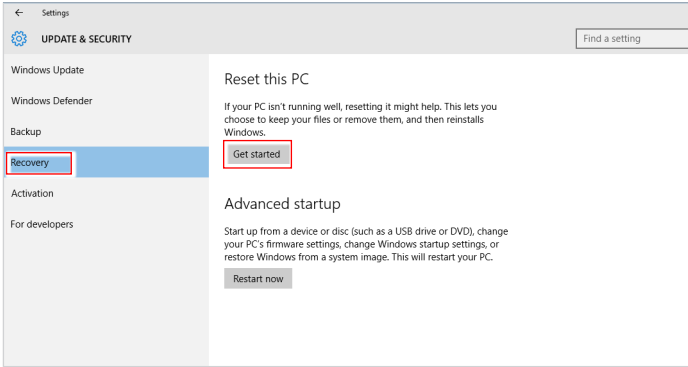 Settings
UPDATE & SECURITY
Find a setting
Windows Update
Windows Defender
Backup
Recovery
Activation
For developers
Reset this PC
If your PC isn't running well, resetting it might help. This lets you
choose to keep your files or remove them, and then reinstalls
Windows.
Get started
Advanced startup
Start up from a device or disc (such as a USB drive or DVD), change
your PC's firmware settings, change Windows startup settings, or
restore Windows from a system image. This will restart your PC.
Restart now